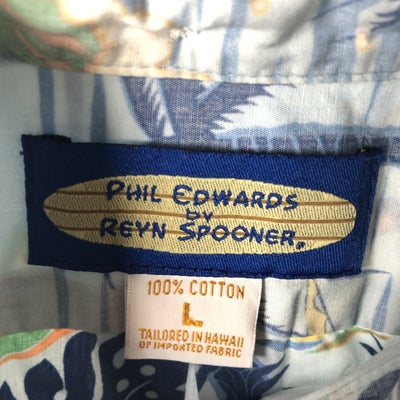 PHIL EDWARDS
BY
REYN SPOONER®
100% COTTON
L
TAILORED IN HAWAII
OF IMPORTED FABRIC